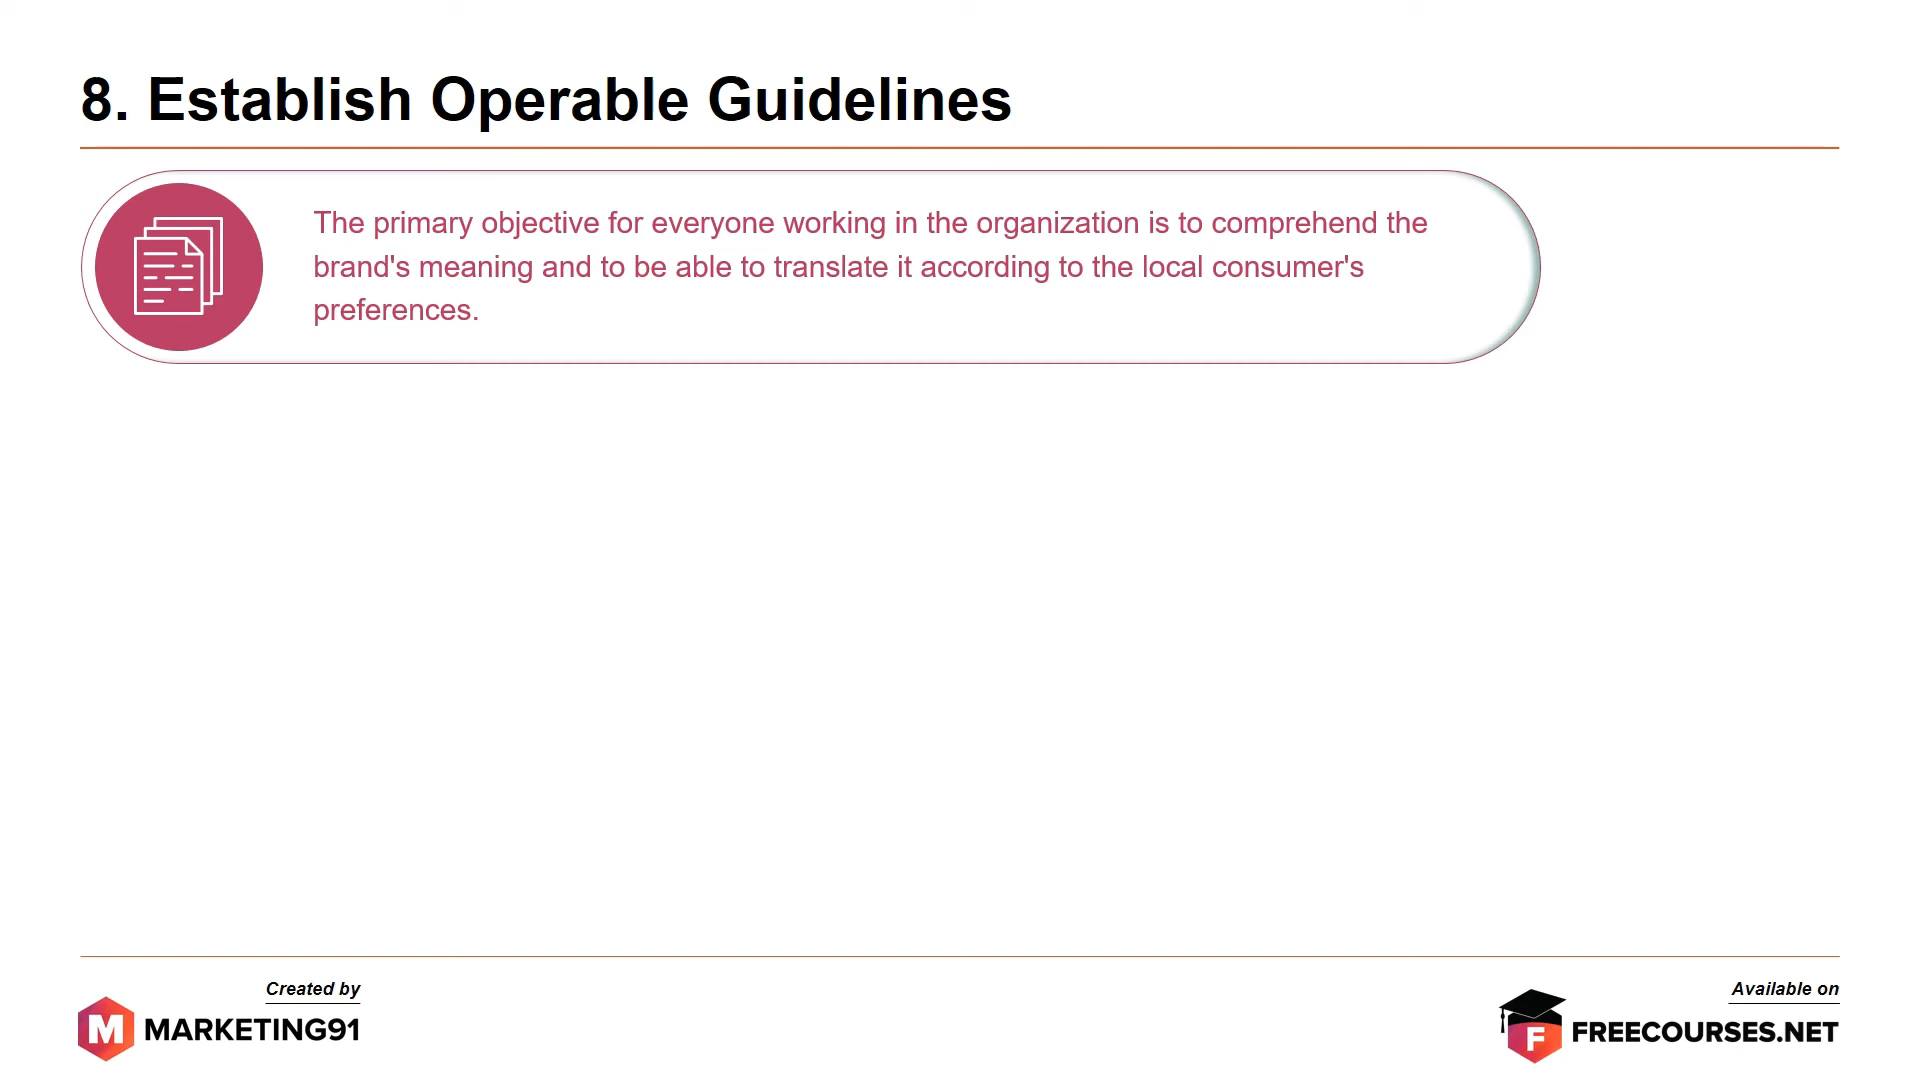 8. Establish Operable Guidelines
The primary objective for everyone working in the organization is to comprehend the
brand's meaning and to be able to translate it according to the local consumer's
preferences.
Created by
M MARKETING91
Available on
F FREECOURSES.NET